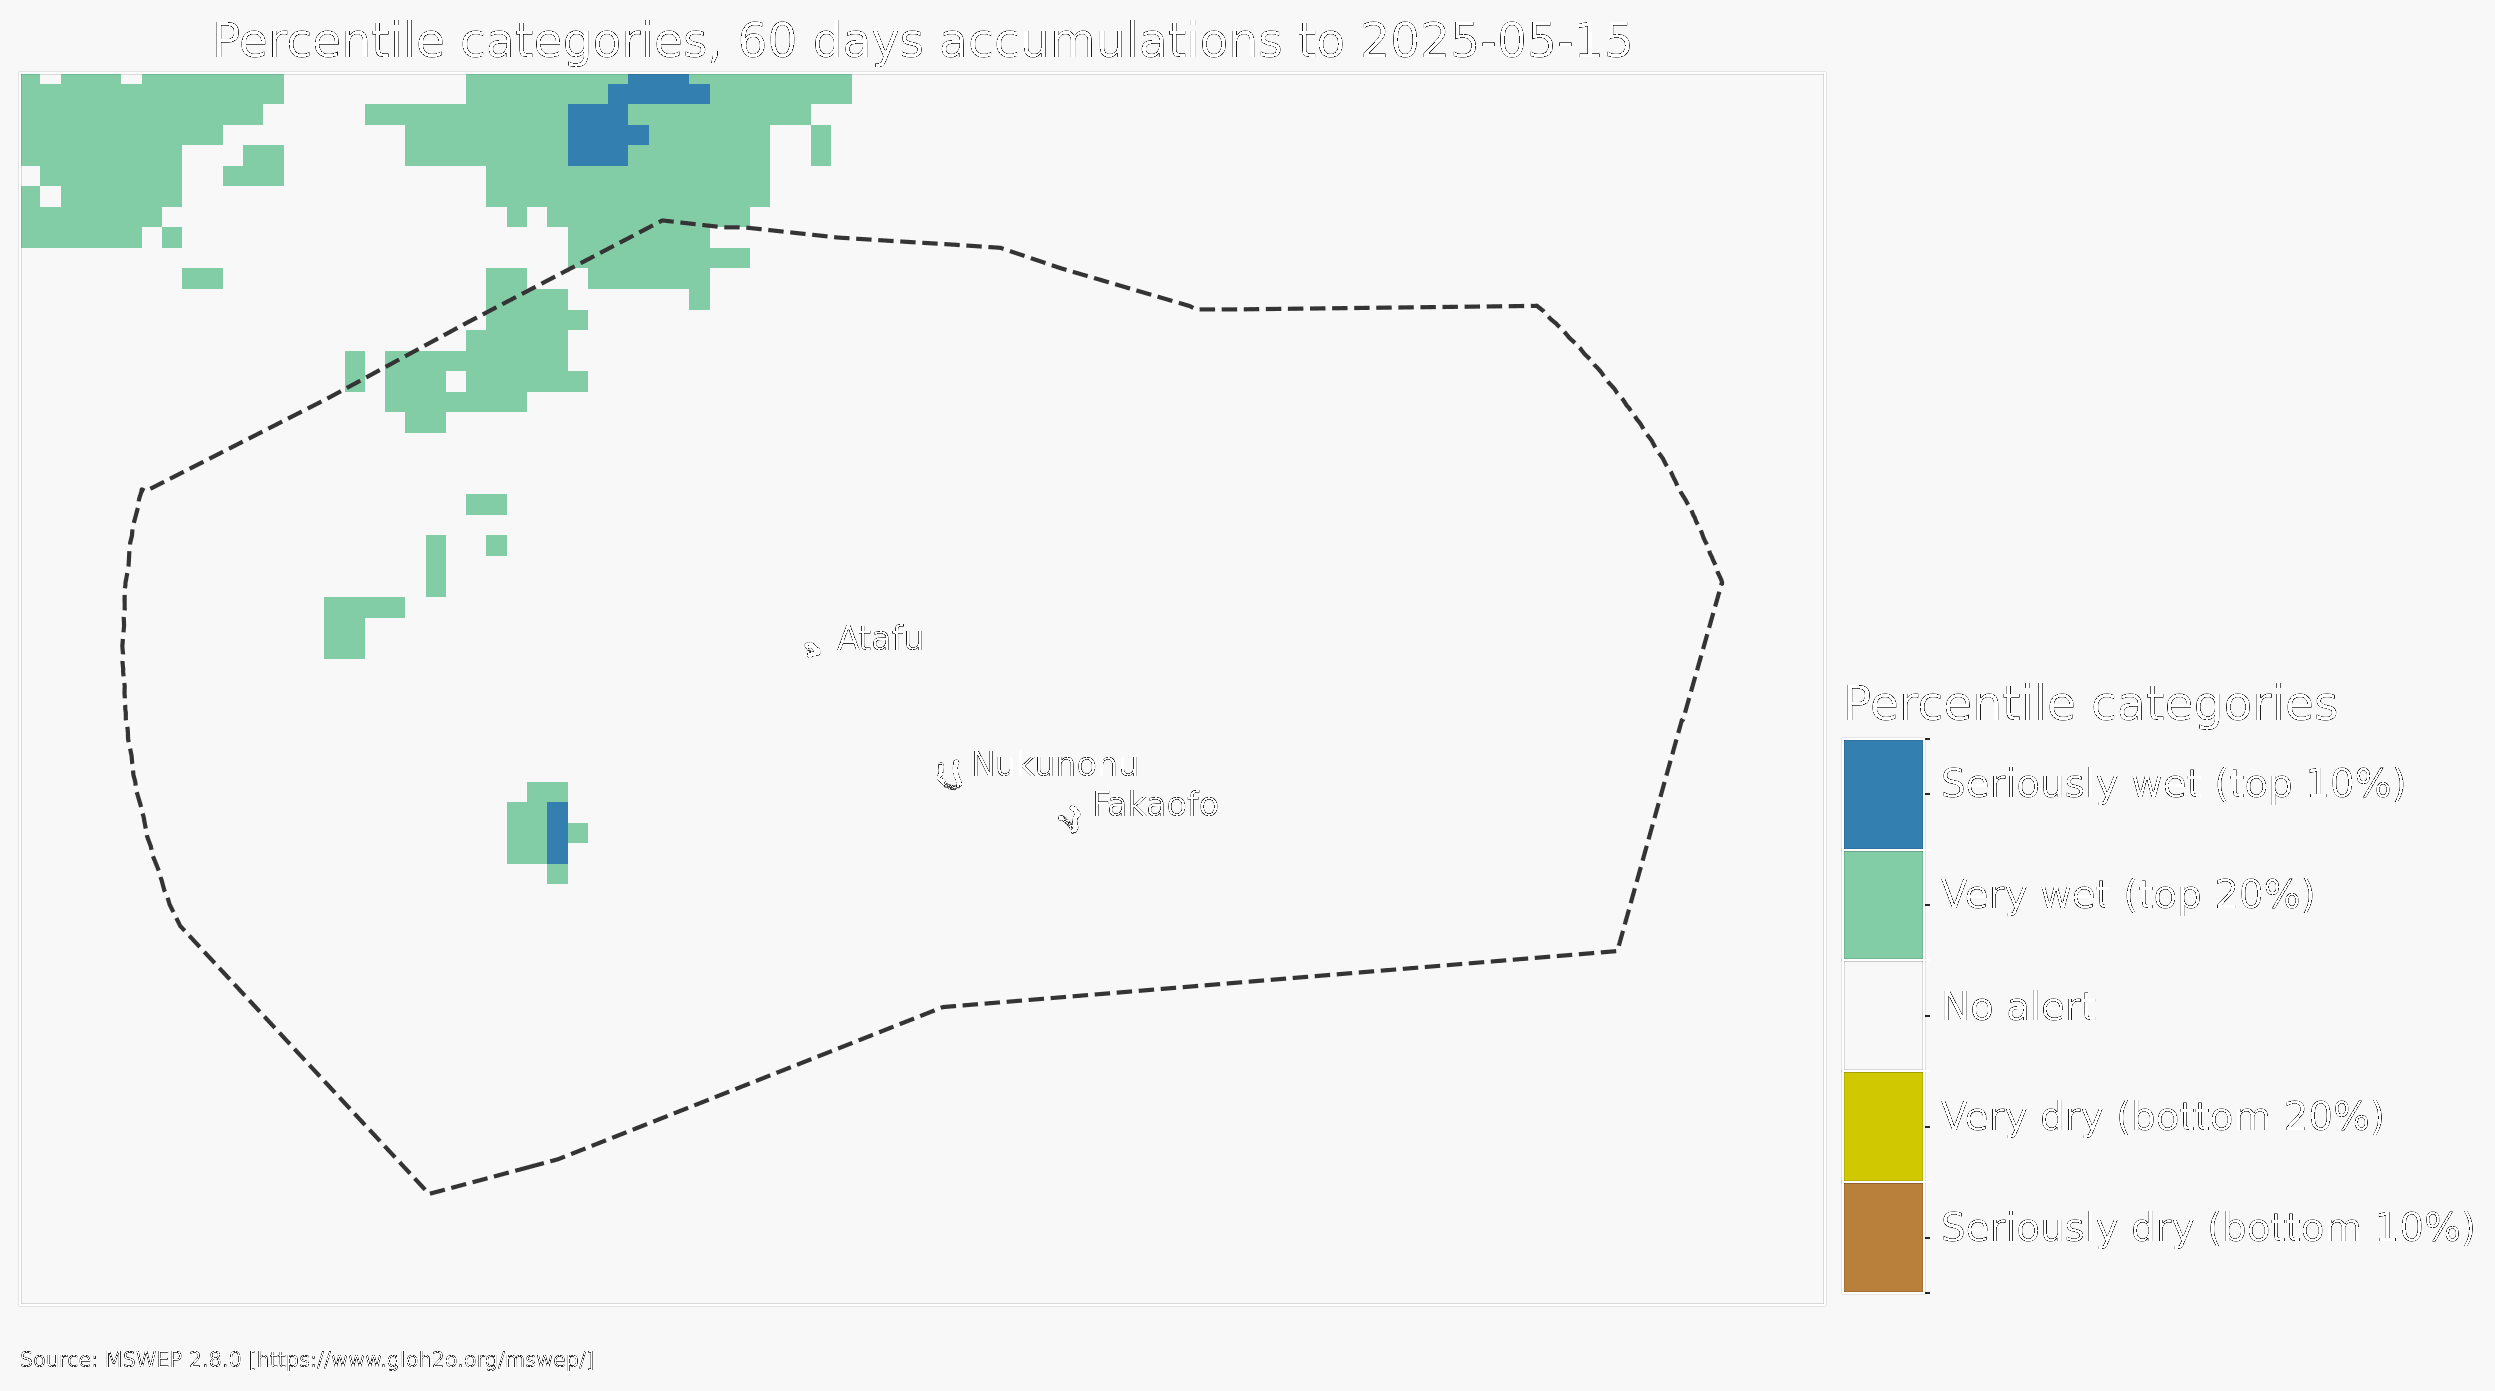 Percentile categories, 60 days accumulations to 2025-05-15
Atafu
Nukunonu
Fakaofo
Percentile categories
Seriously wet (top 10%)
Very wet (top 20%)
No alert
Very dry (bottom 20%)
Seriously dry (bottom 10%)
Source: MSWEP 2.8.0 [https://www.gloh2o.org/mswep/]